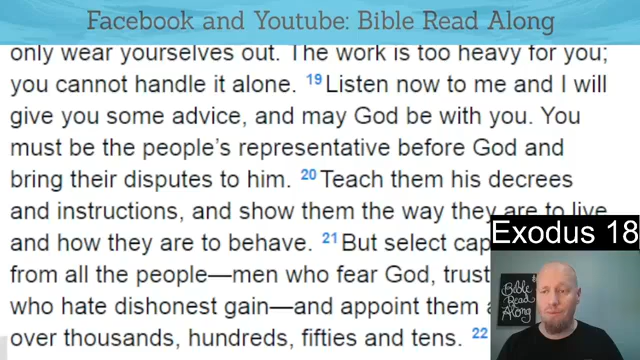 Facebook and Youtube: Bible Read Along
only wear yourselves out. The work is too heavy for you;
you cannot handle it alone. 19 Listen now to me and I will
give you some advice, and may God be with you. You
must be the people's representative before God and
bring their disputes to him. 20 Teach them his decrees
and instructions, and show them the way they are to live
and how they are to behave. 21 But select cap
from all the people—men who fear God, trust
who hate dishonest gain—and appoint them
over thousands, hundreds, fifties and tens. 22
Exodus 18
Bible
Read
Along